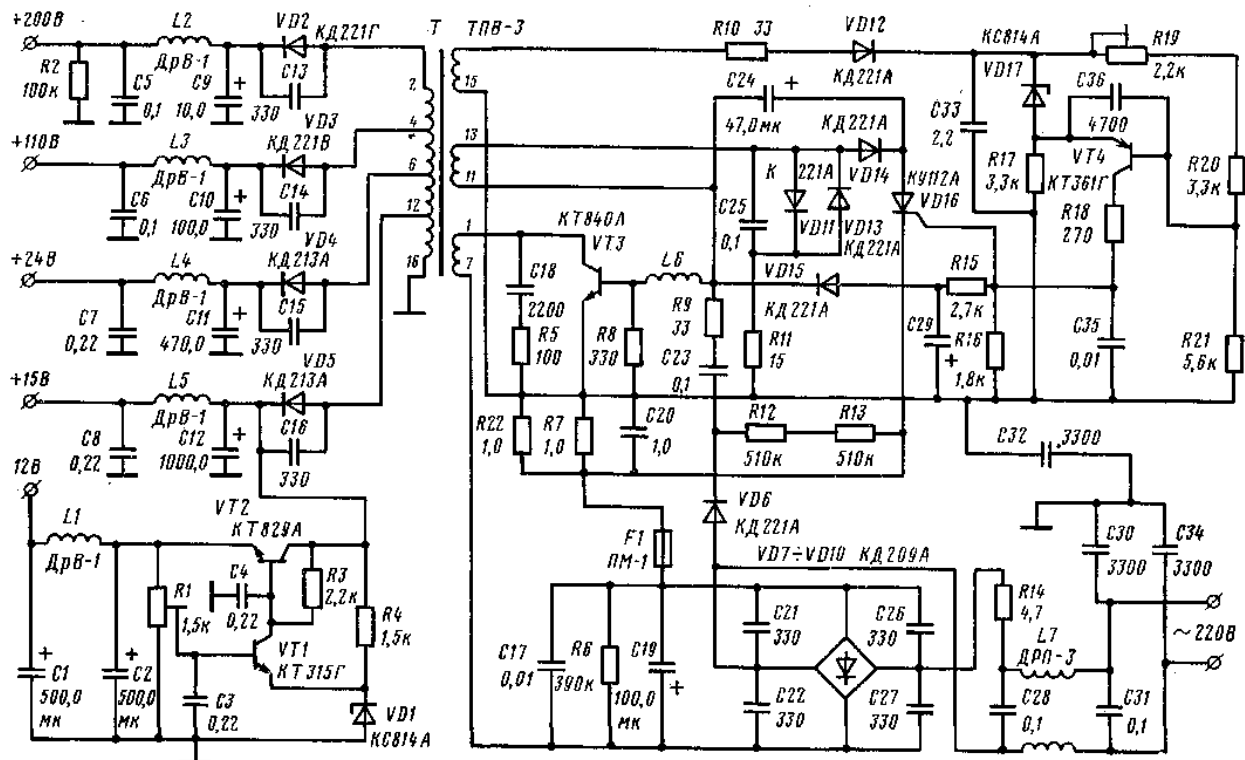 +200В
L2
ДрВ-1
R2
100к
C5
0,1
C9
10,0
+
VD2
КД221Г
C13
330
+110В
L3
ДрВ-1
C6
0,1
C10
100,0
+
VD3
КД221В
C14
330
+24В
L4
ДрВ-1
C7
0,22
C11
470,0
+
VD4
КД213А
C15
330
+15В
L5
ДрВ-1
C8
0,22
C12
1000,0
+
VD5
КД213А
C16
330
12В
L1
ДрВ-1
C1
500,0
мк
+
C2
500,0
мк
+
R1
1,5к
C3
0,22
VT2
КТ829А
C4
0,22
VT1
КТ315Г
R3
2,2к
R4
1,5к
VD1
КС814А
T
ТПВ-3
2
4
6
12
16
15
13
11
1
7
R10 33
VD12
КД221А
C24
47,0мк
+
C25
0,1
К
221А
VD11
VD13
КД221А
КД221А
VD14
КУ112А
VD16
КТ840А
VT3
C18
2200
R5
100
R8
330
L6
R9
33
C23
0,1
VD15
КД221А
R11
15
C29
+
R15
2,7к
R16
1,8к
C33
2,2
КС814А
VD17
R19
2,2к
C36
4700
R17
3,3к
VT4
КТ361Г
R18
270
R20
3,3к
C35
0,01
R21
5,6к
R22
1,0
R7
1,0
C20
1,0
R12
510к
R13
510к
C32
3300
VD6
КД221А
F1
ПМ-1
VD7÷VD10 КД209А
C17
0,01
R6
390к
C19
100,0
мк
+
C21
330
C22
330
C26
330
C27
330
R14
4,7
L7
ДРП-3
C28
0,1
C31
0,1
C30
3300
C34
3300
~220В